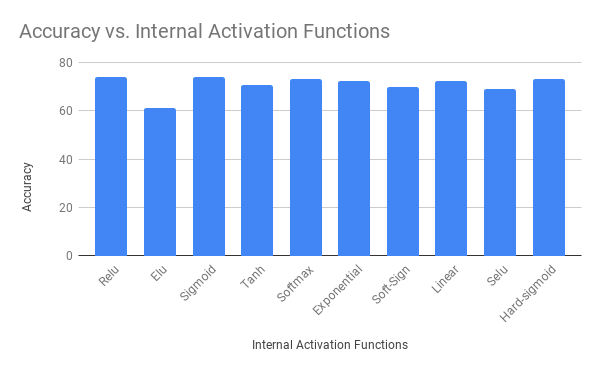 Accuracy vs. Internal Activation Functions
80
60
40
20
0
Accuracy
Relu
Elu
Sigmoid
Tanh
Softmax
Exponential
Soft-Sign
Linear
Selu
Hard-sigmoid
Internal Activation Functions